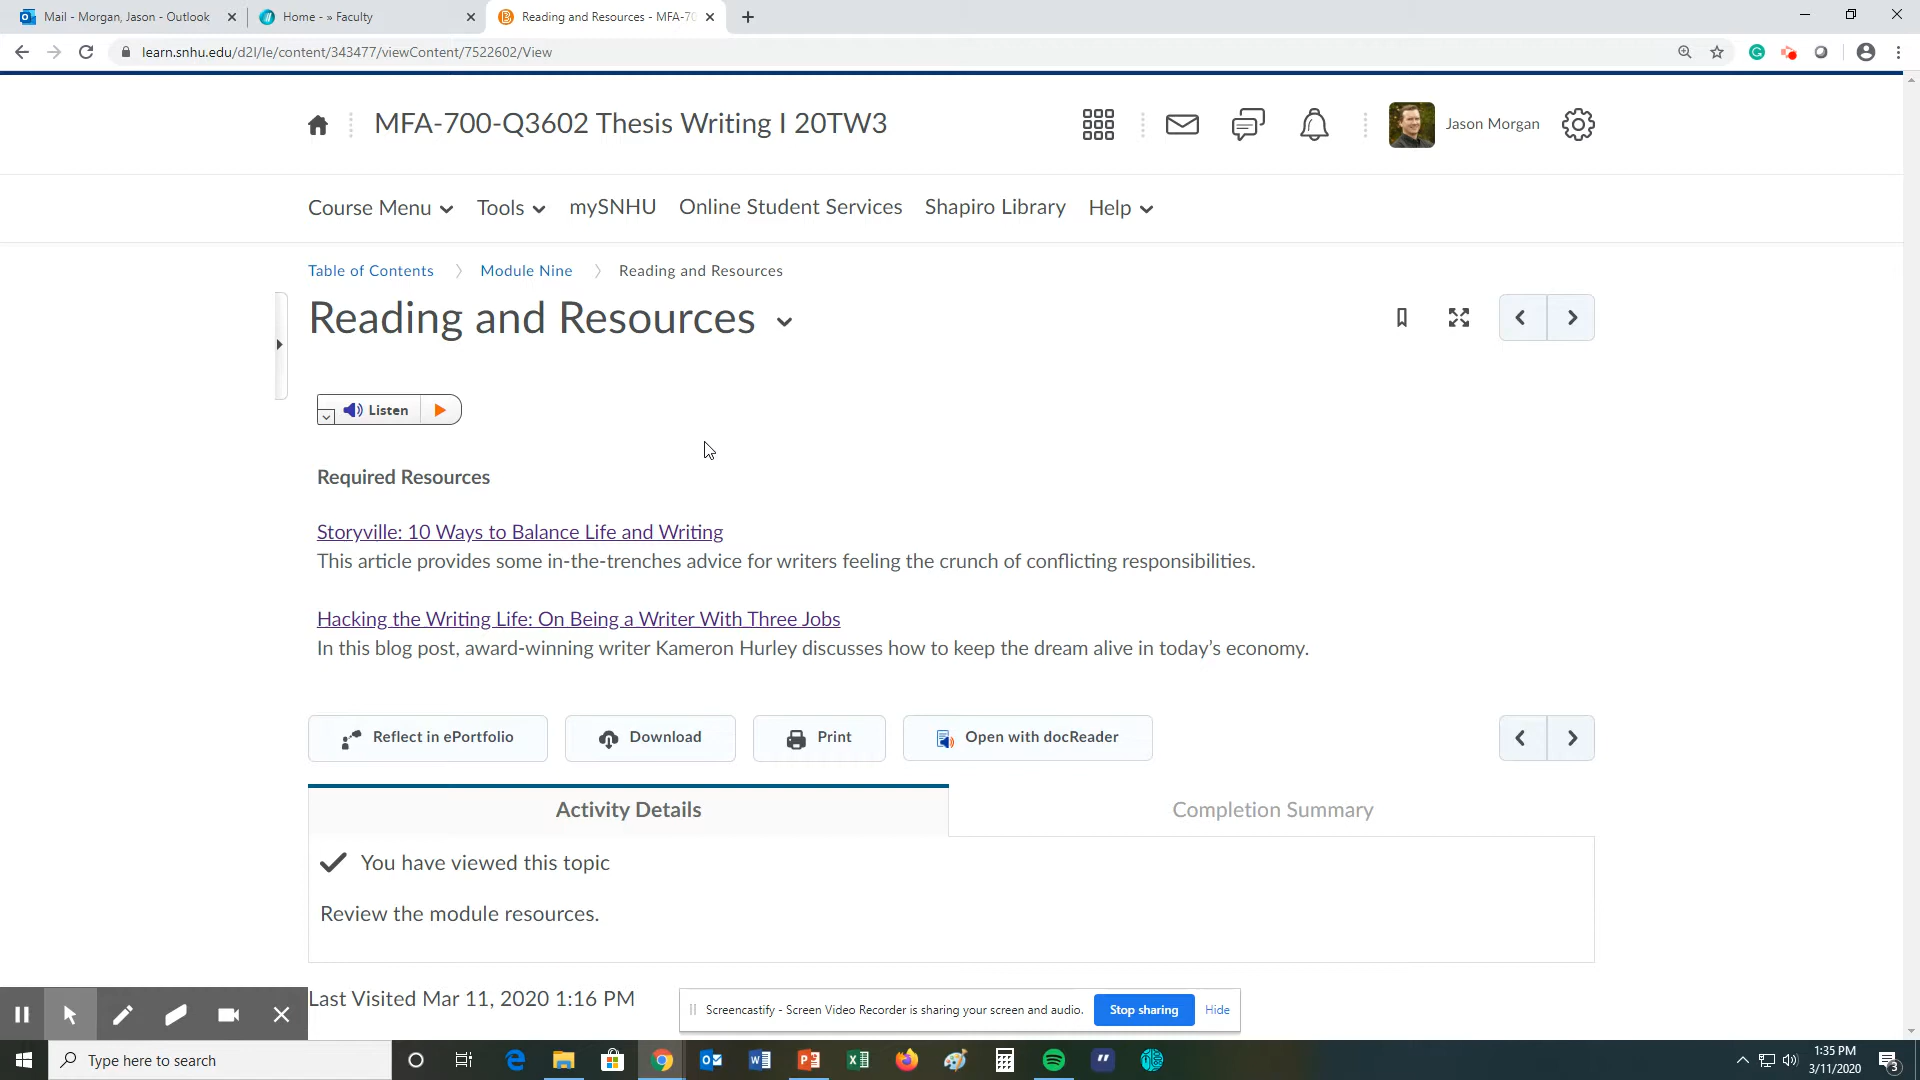 Mail - Morgan, Jason - Outlook
Home - » Faculty
Reading and Resources - MFA-70
learn.snhu.edu/d2l/le/content/343477/viewContent/7522602/View
MFA-700-Q3602 Thesis Writing I 20TW3
Jason Morgan
Course Menu
Tools
mySNHU
Online Student Services
Shapiro Library
Help
Table of Contents
Module Nine
Reading and Resources
Reading and Resources
Listen
Required Resources
Storyville: 10 Ways to Balance Life and Writing
This article provides some in-the-trenches advice for writers feeling the crunch of conflicting responsibilities.
Hacking the Writing Life: On Being a Writer With Three Jobs
In this blog post, award-winning writer Kameron Hurley discusses how to keep the dream alive in today's economy.
Reflect in ePortfolio
Download
Print
Open with docReader
Activity Details
Completion Summary
You have viewed this topic
Review the module resources.
Last Visited Mar 11, 2020 1:16 PM
Screencastify - Screen Video Recorder is sharing your screen and audio.
Stop sharing
Hide
Type here to search
1:35 PM
3/11/2020
3